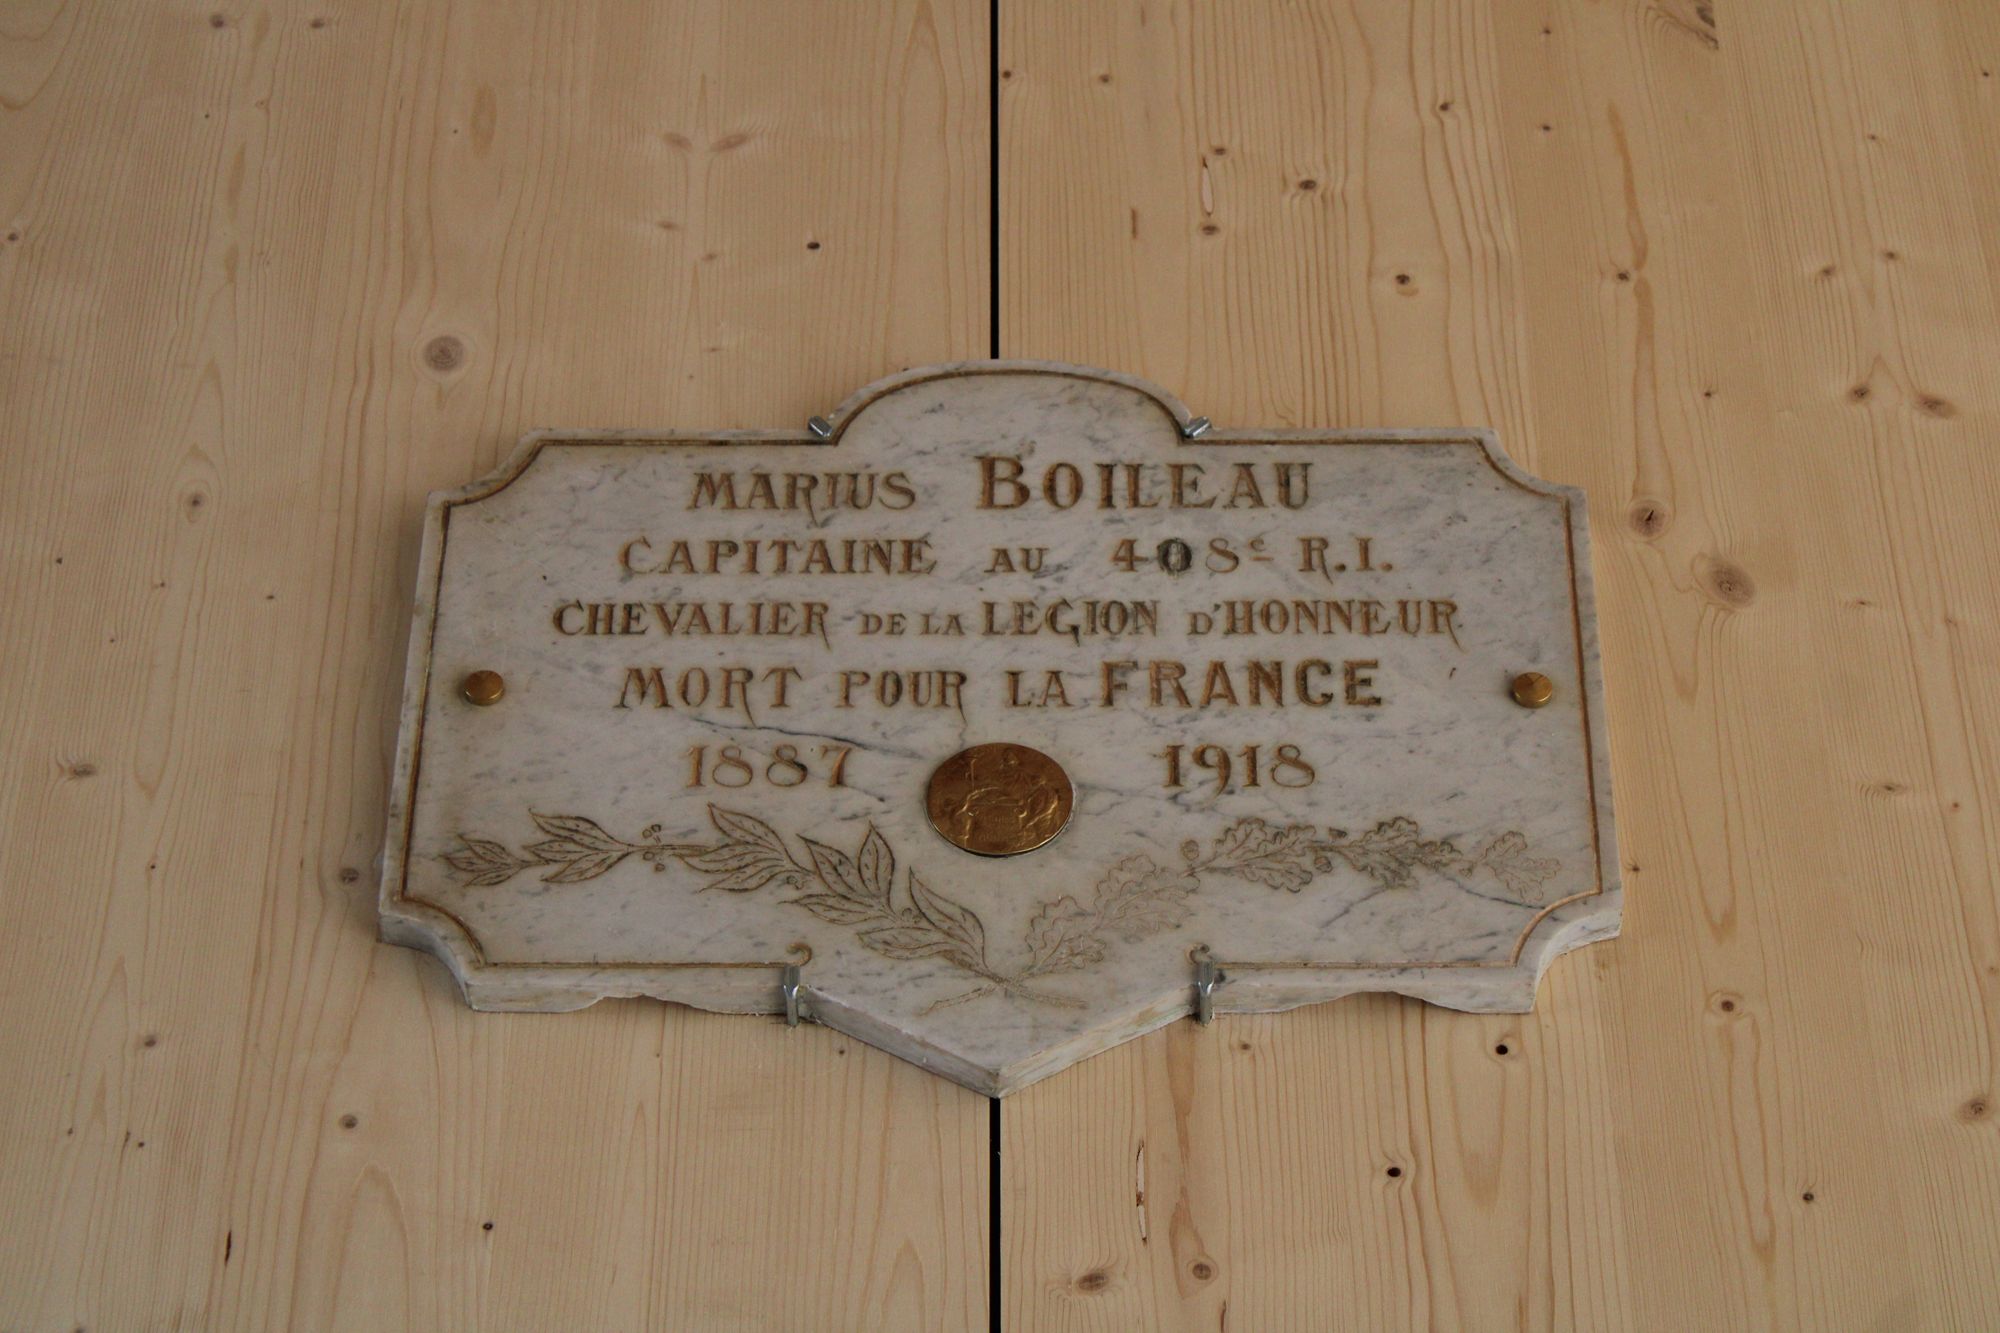 MARIUS BOILEAU
CAPITAINE AU 408e R.I.
CHEVALIER DE LA LEGION D'HONNEUR
MORT POUR LA FRANCE
1887 1918